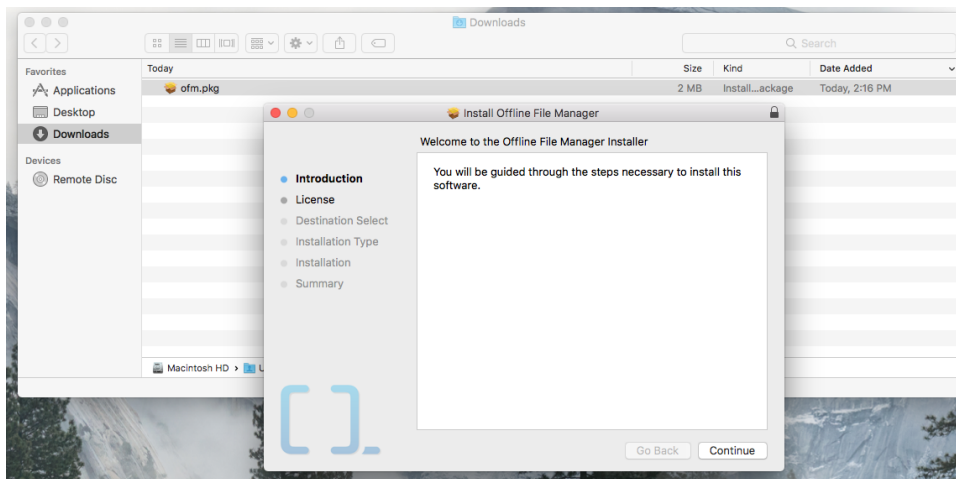 Downloads
Search
Favorites
Applications
Desktop
Downloads
Devices
Remote Disc
Today Size Kind Date Added
ofm.pkg 2 MB Install...ackage Today, 2:16 PM
Macintosh HD
Install Offline File Manager
Welcome to the Offline File Manager Installer
Introduction
License
Destination Select
Installation Type
Installation
Summary
You will be guided through the steps necessary to install this
software.
Go Back Continue